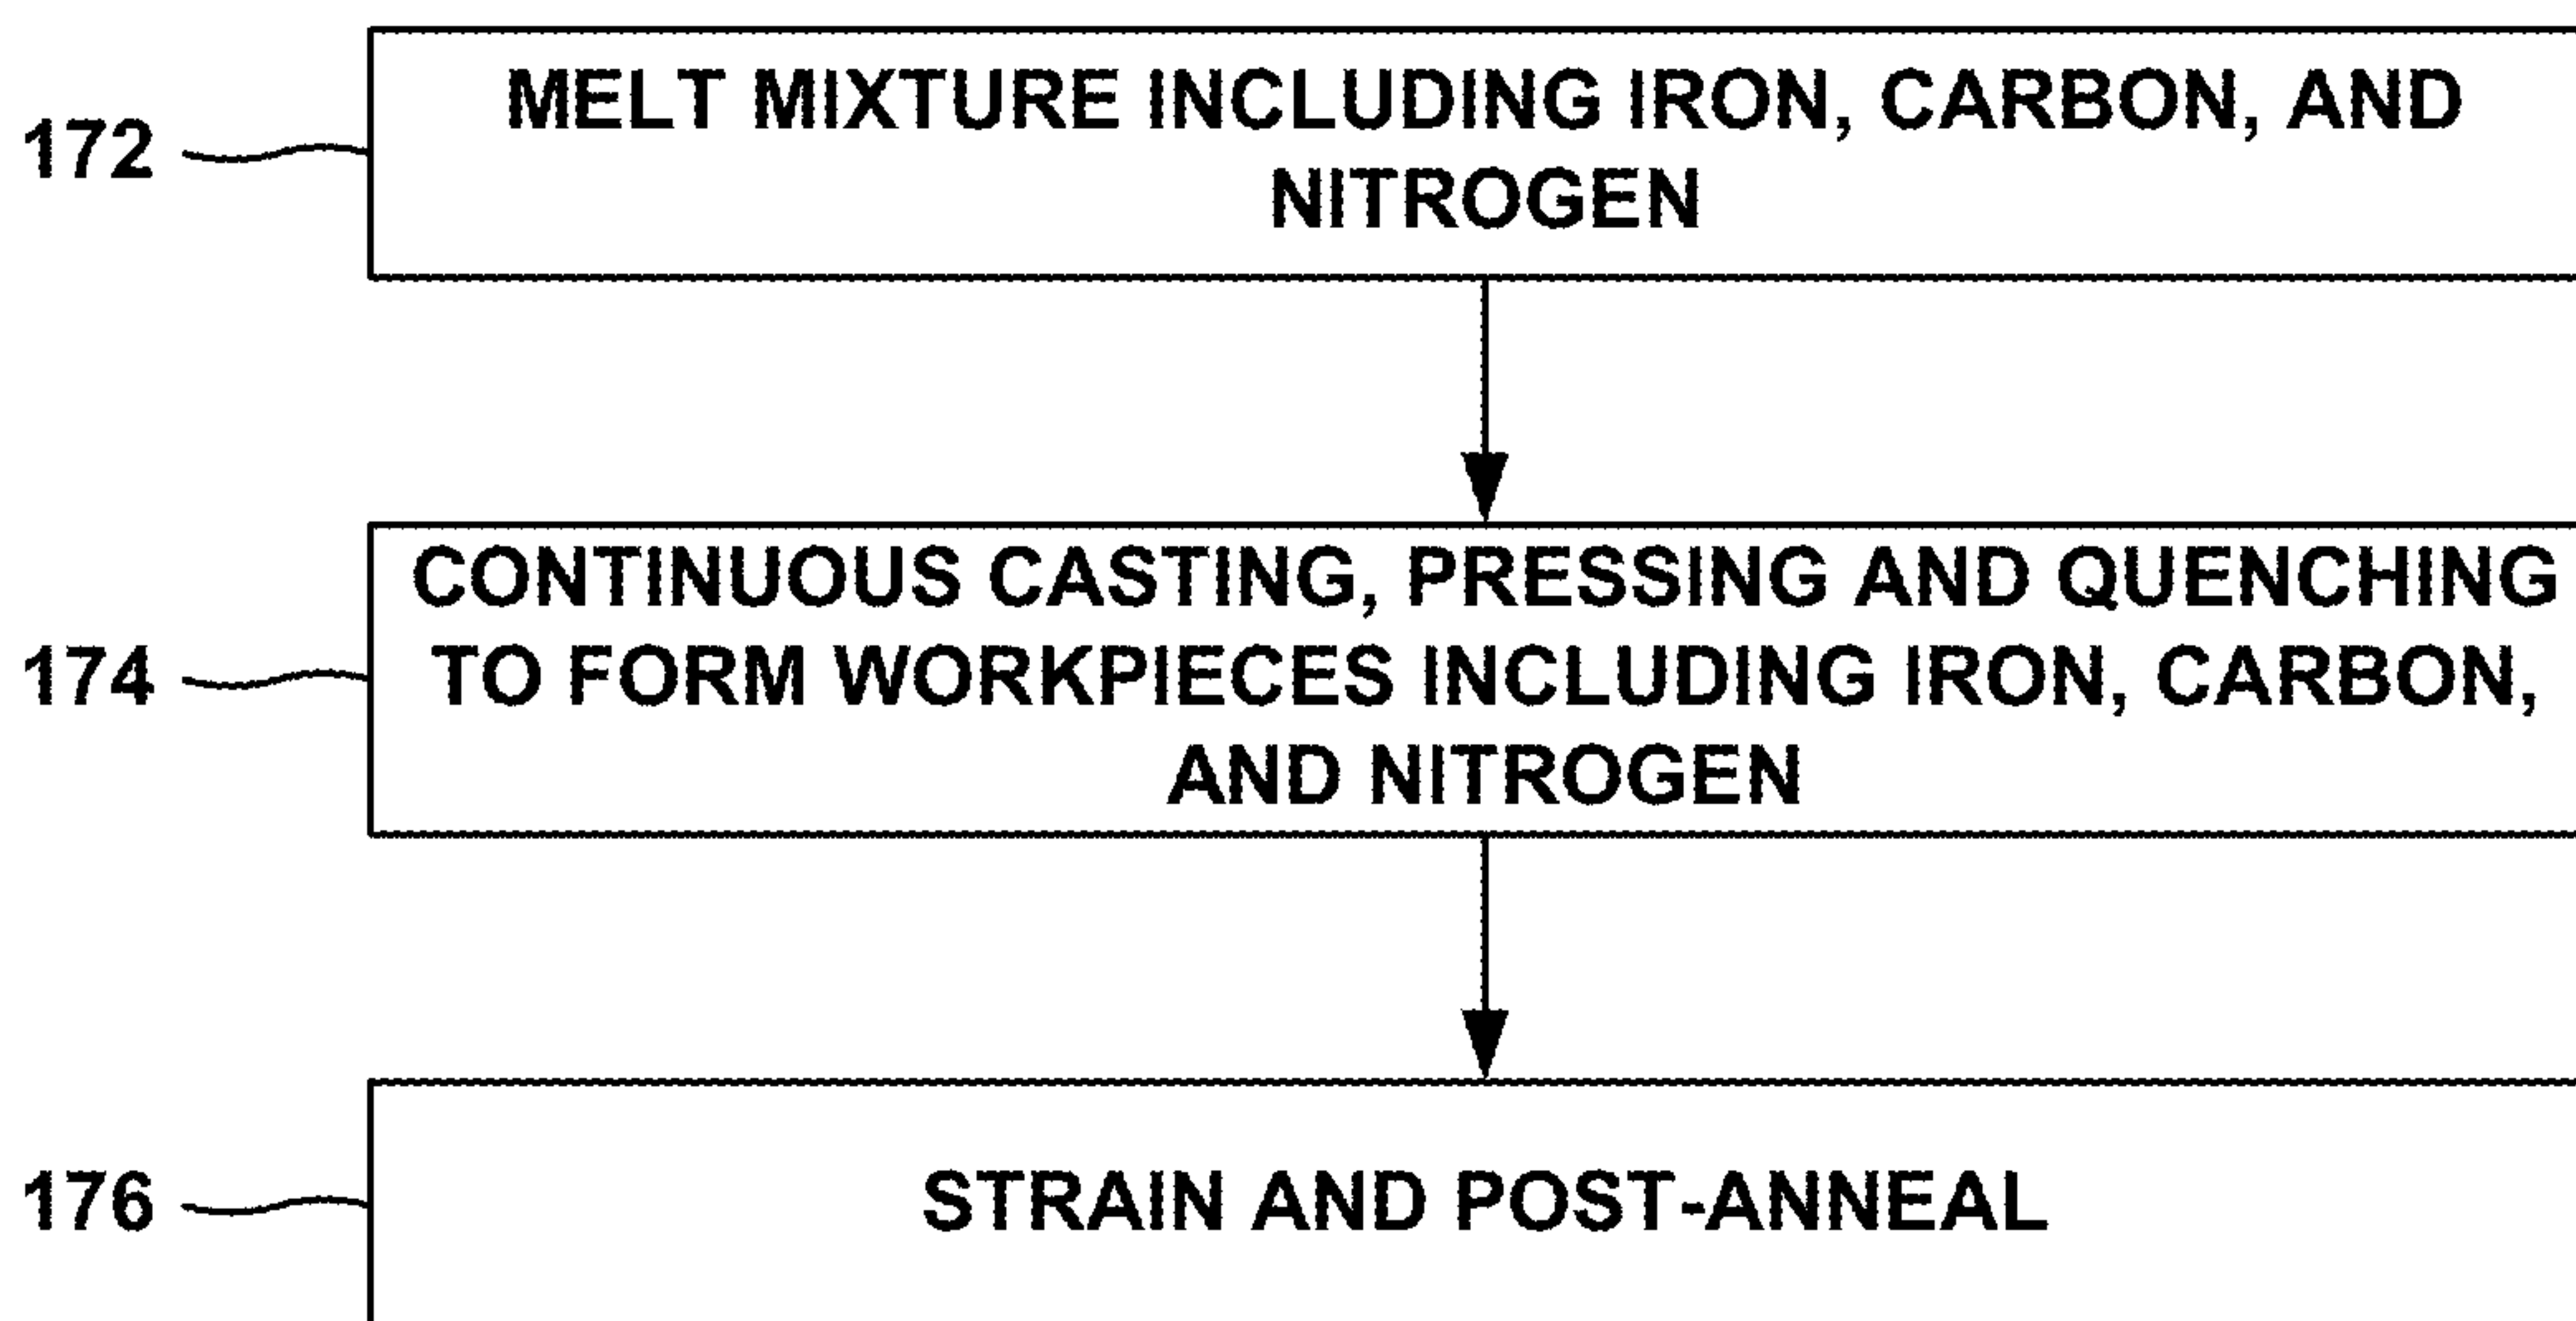 MELT MIXTURE INCLUDING IRON, CARBON, AND
172
NITROGEN
CONTINUOUS CASTING, PRESSING AND QUENCHING
174
TO FORM WORKPIECES INCLUDING IRON, CARBON,
AND NITROGEN
176
STRAIN AND POST-ANNEAL